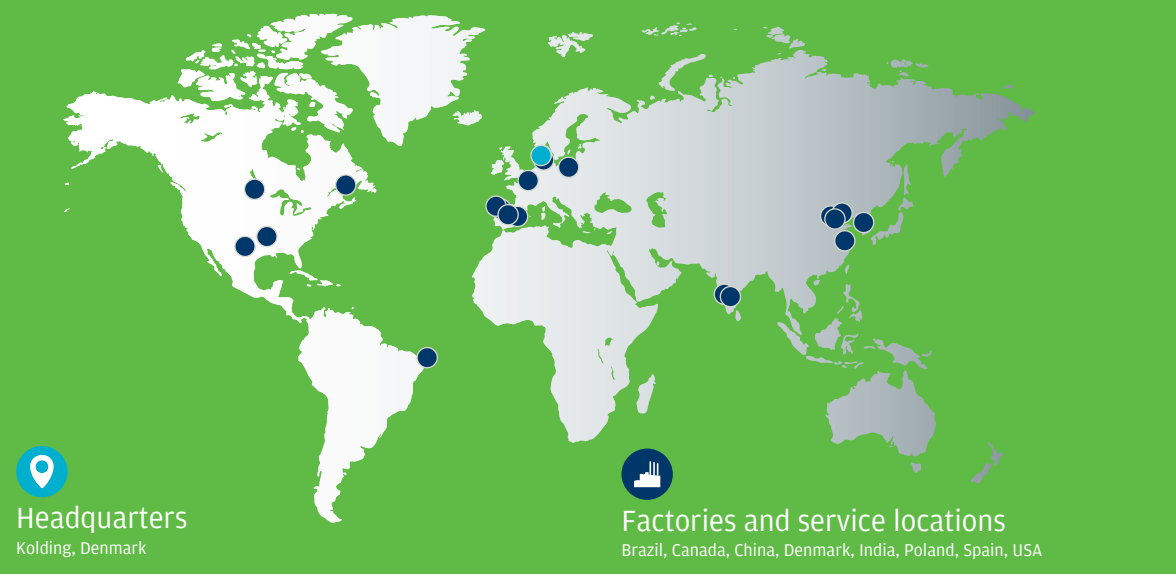 Headquarters
Kolding, Denmark
Factories and service locations
Brazil, Canada, China, Denmark, India, Poland, Spain, USA